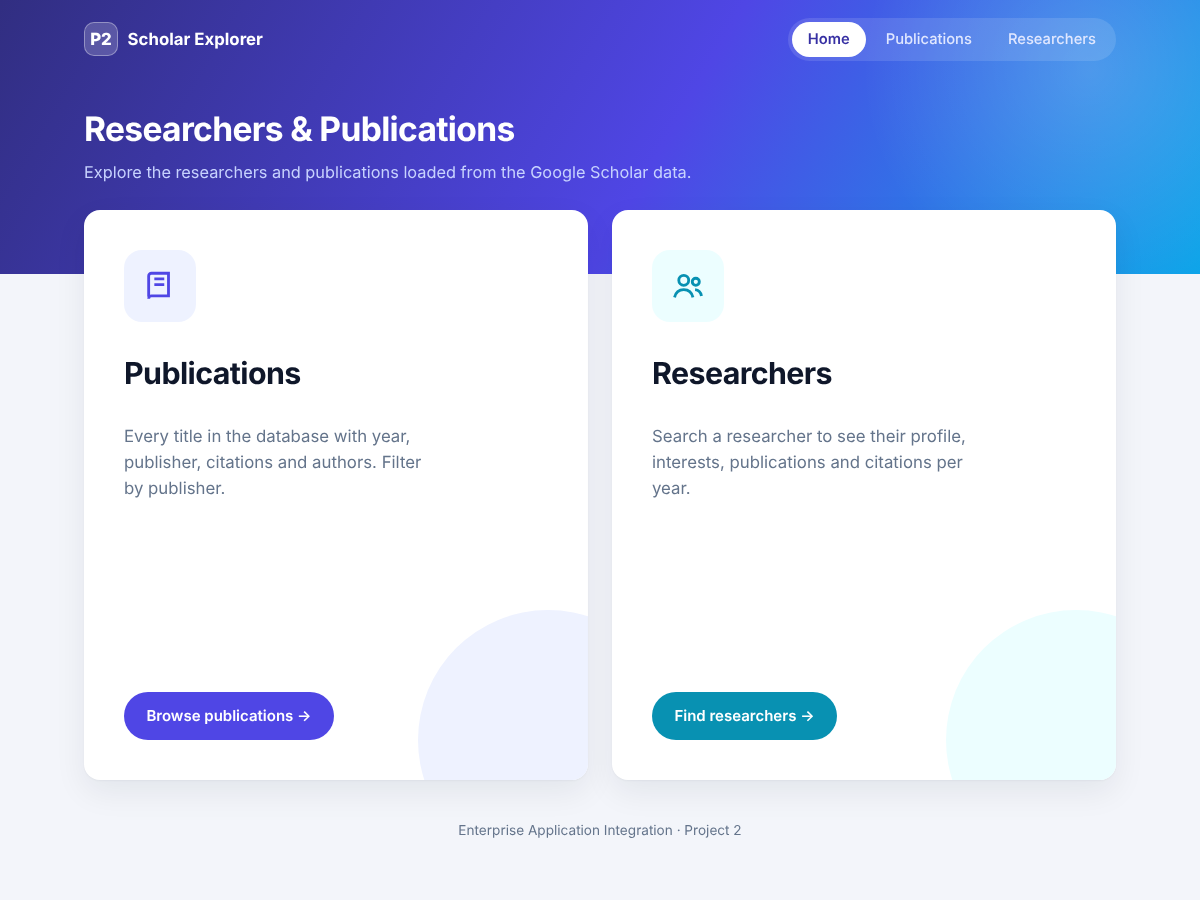 P2 Scholar Explorer
Home Publications Researchers
Researchers & Publications
Explore the researchers and publications loaded from the Google Scholar data.
Publications
Every title in the database with year,
publisher, citations and authors. Filter
by publisher.
Browse publications →
Researchers
Search a researcher to see their profile,
interests, publications and citations per
year.
Find researchers →
Enterprise Application Integration · Project 2